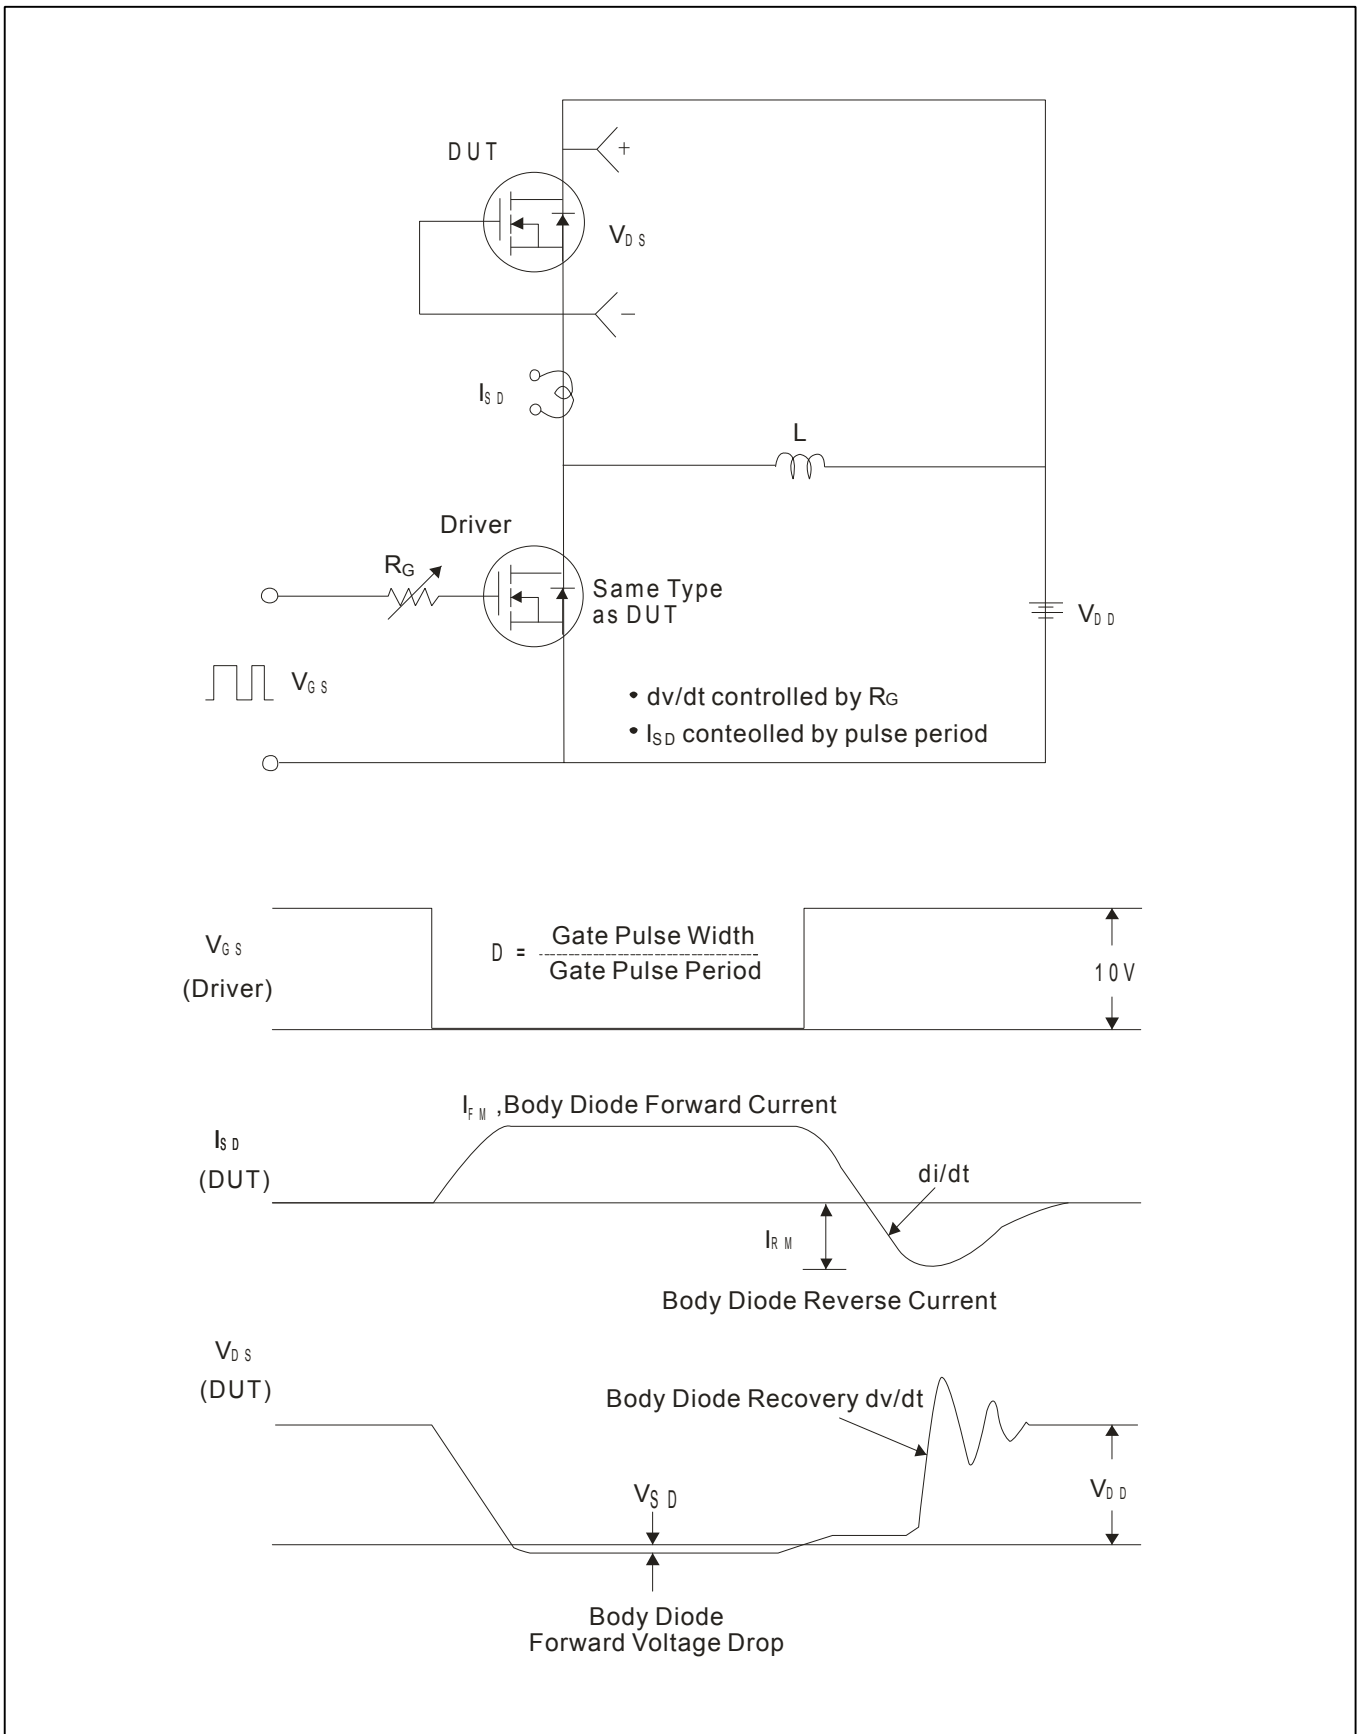 DUT
+
VDS
−
ISD
L
Driver
RG
Same Type
as DUT
VDD
VGS
• dv/dt controlled by RG
• ISD conteolled by pulse period
VGS
(Driver)
D = Gate Pulse Width
Gate Pulse Period
10V
IFM ,Body Diode Forward Current
ISD
(DUT)
di/dt
IRM
Body Diode Reverse Current
VDS
(DUT)
Body Diode Recovery dv/dt
VSD
VDD
Body Diode
Forward Voltage Drop